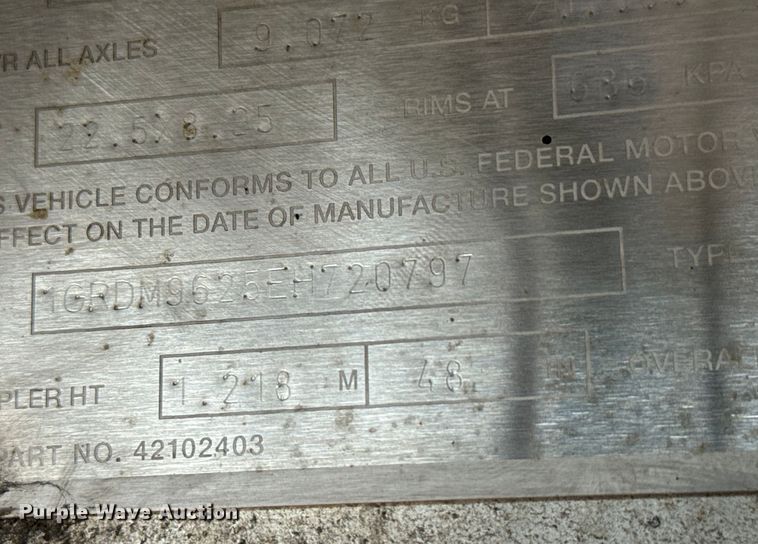 R ALL AXLES 9.072 KG
22.5X8.25 RIMS AT 686 KPA
S VEHICLE CONFORMS TO ALL U.S. FEDERAL MOTOR V
FFECT ON THE DATE OF MANUFACTURE SHOWN ABOVE
1GRDM9625EH720797 TYP
PLER HT 1.218 M 48 IN OVERA
PART NO. 42102403
Purple Wave Auction